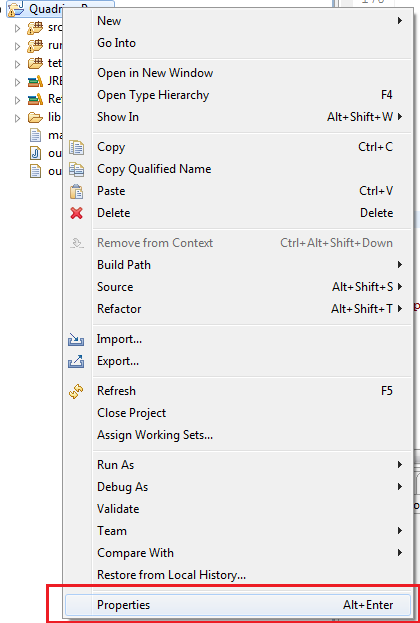 Quadri
src
New
run
Go Into
tet
Open in New Window
JRE
Open Type Hierarchy F4
Re
Show In Alt+Shift+W
lib
ma
Copy Ctrl+C
ou
Copy Qualified Name
ou
Paste Ctrl+V
Delete Delete
Remove from Context Ctrl+Alt+Shift+Down
Build Path
Source Alt+Shift+S
Refactor Alt+Shift+T
Import...
Export...
Refresh F5
Close Project
Assign Working Sets...
Run As
Debug As
Validate
Team
Compare With
Restore from Local History...
Properties Alt+Enter